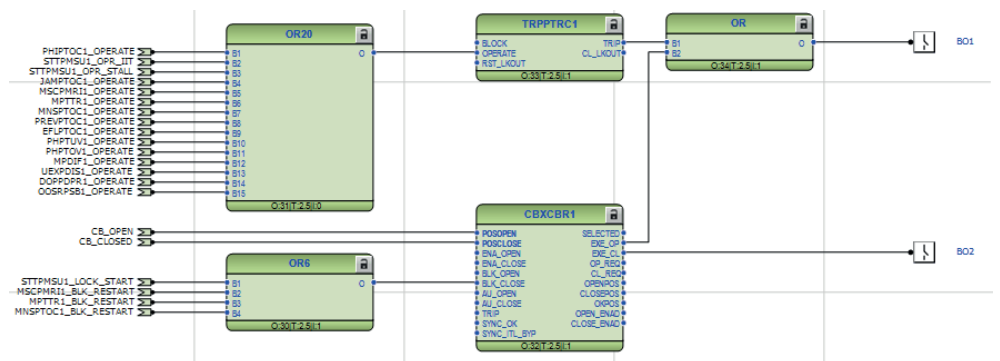 OR20
PHIPTOC1_OPERATE
STTPMSU1_OPR_IIT
STTPMSU1_OPR_STALL
JAMPTOC1_OPERATE
MSCPMRI1_OPERATE
MPTTR1_OPERATE
MNSPTOC1_OPERATE
PREVPTOC1_OPERATE
EFLPTOC1_OPERATE
PHPTUV1_OPERATE
PHPTOV1_OPERATE
MPDIF1_OPERATE
UEXPDIS1_OPERATE
DOPPDPR1_OPERATE
OOSRPSB1_OPERATE
B1 O
B2
B3
B4
B5
B6
B7
B8
B9
B10
B11
B12
B13
B14
B15
O:31|T:2.5|I:0
TRPPTRC1
BLOCK TRIP
OPERATE CL_LKOUT
RST_LKOUT
O:33|T:2.5|I:1
OR
B1 O
B2
O:34|T:2.5|I:1
BO1
CB_OPEN
CB_CLOSED
CBXCBR1
POSOPEN SELECTED
POSCLOSE EXE_OP
ENA_OPEN EXE_CL
ENA_CLOSE OP_REQ
BLK_OPEN CL_REQ
BLK_CLOSE OPENPOS
AU_OPEN CLOSEPOS
AU_CLOSE OKPOS
TRIP OPEN_ENAD
SYNC_OK CLOSE_ENAD
SYNC_ITL_BYP
O:32|T:2.5|I:1
BO2
OR6
STTPMSU1_LOCK_START
MSCPMRI1_BLK_RESTART
MPTTR1_BLK_RESTART
MNSPTOC1_BLK_RESTART
B1 O
B2
B3
B4
O:30|T:2.5|I:1